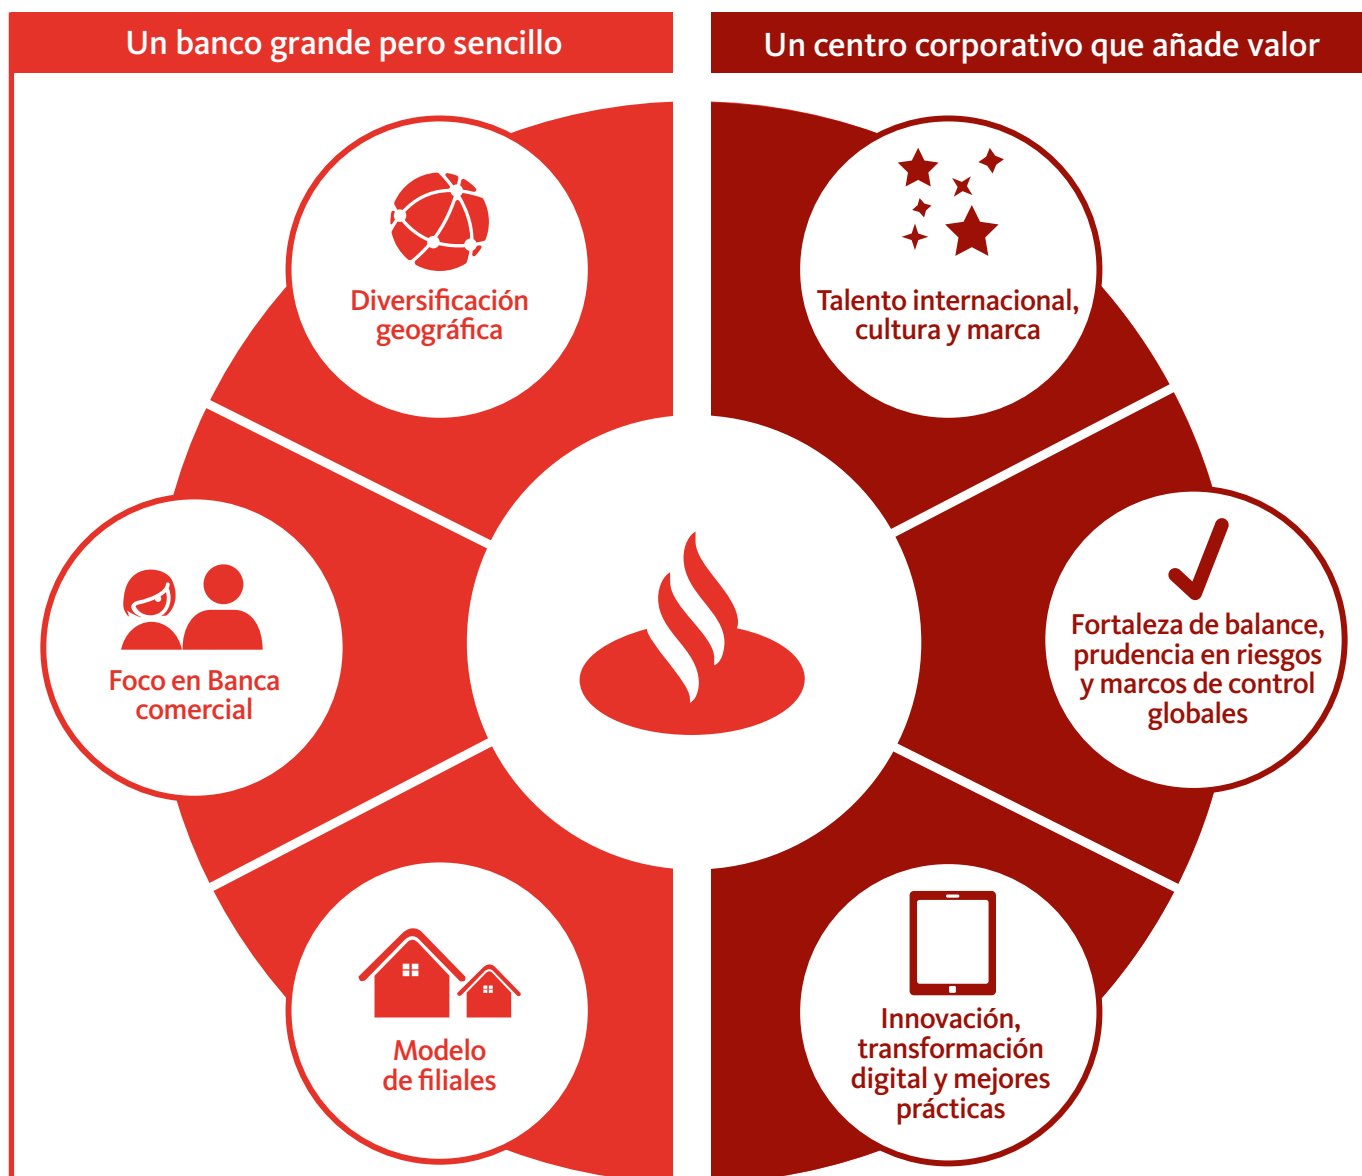 Un banco grande pero sencillo
Diversificación
geográfica
Foco en Banca
comercial
Modelo
de filiales
Un centro corporativo que añade valor
Talento internacional,
cultura y marca
Fortaleza de balance,
prudencia en riesgos
y marcos de control
globales
Innovación,
transformación
digital y mejores
prácticas